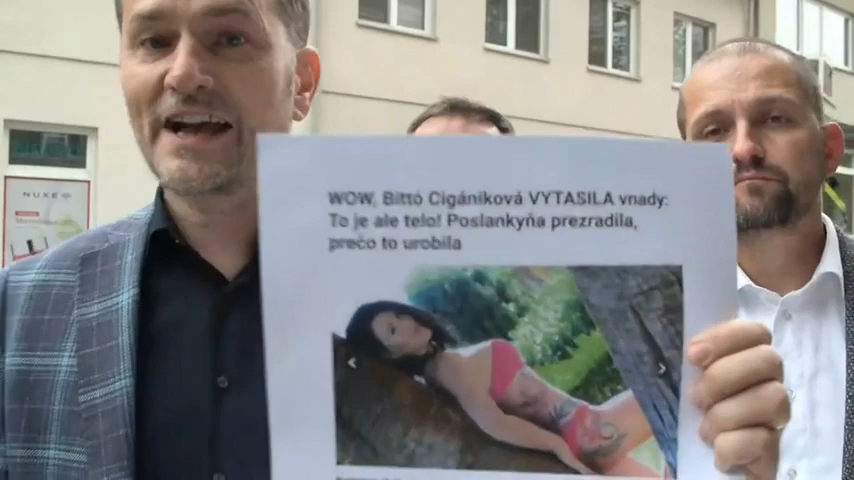 WOW, Bittó Cigániková VYTASILA vnady:
To je ale telo! Poslankyňa prezradila,
prečo to urobila
NUXE